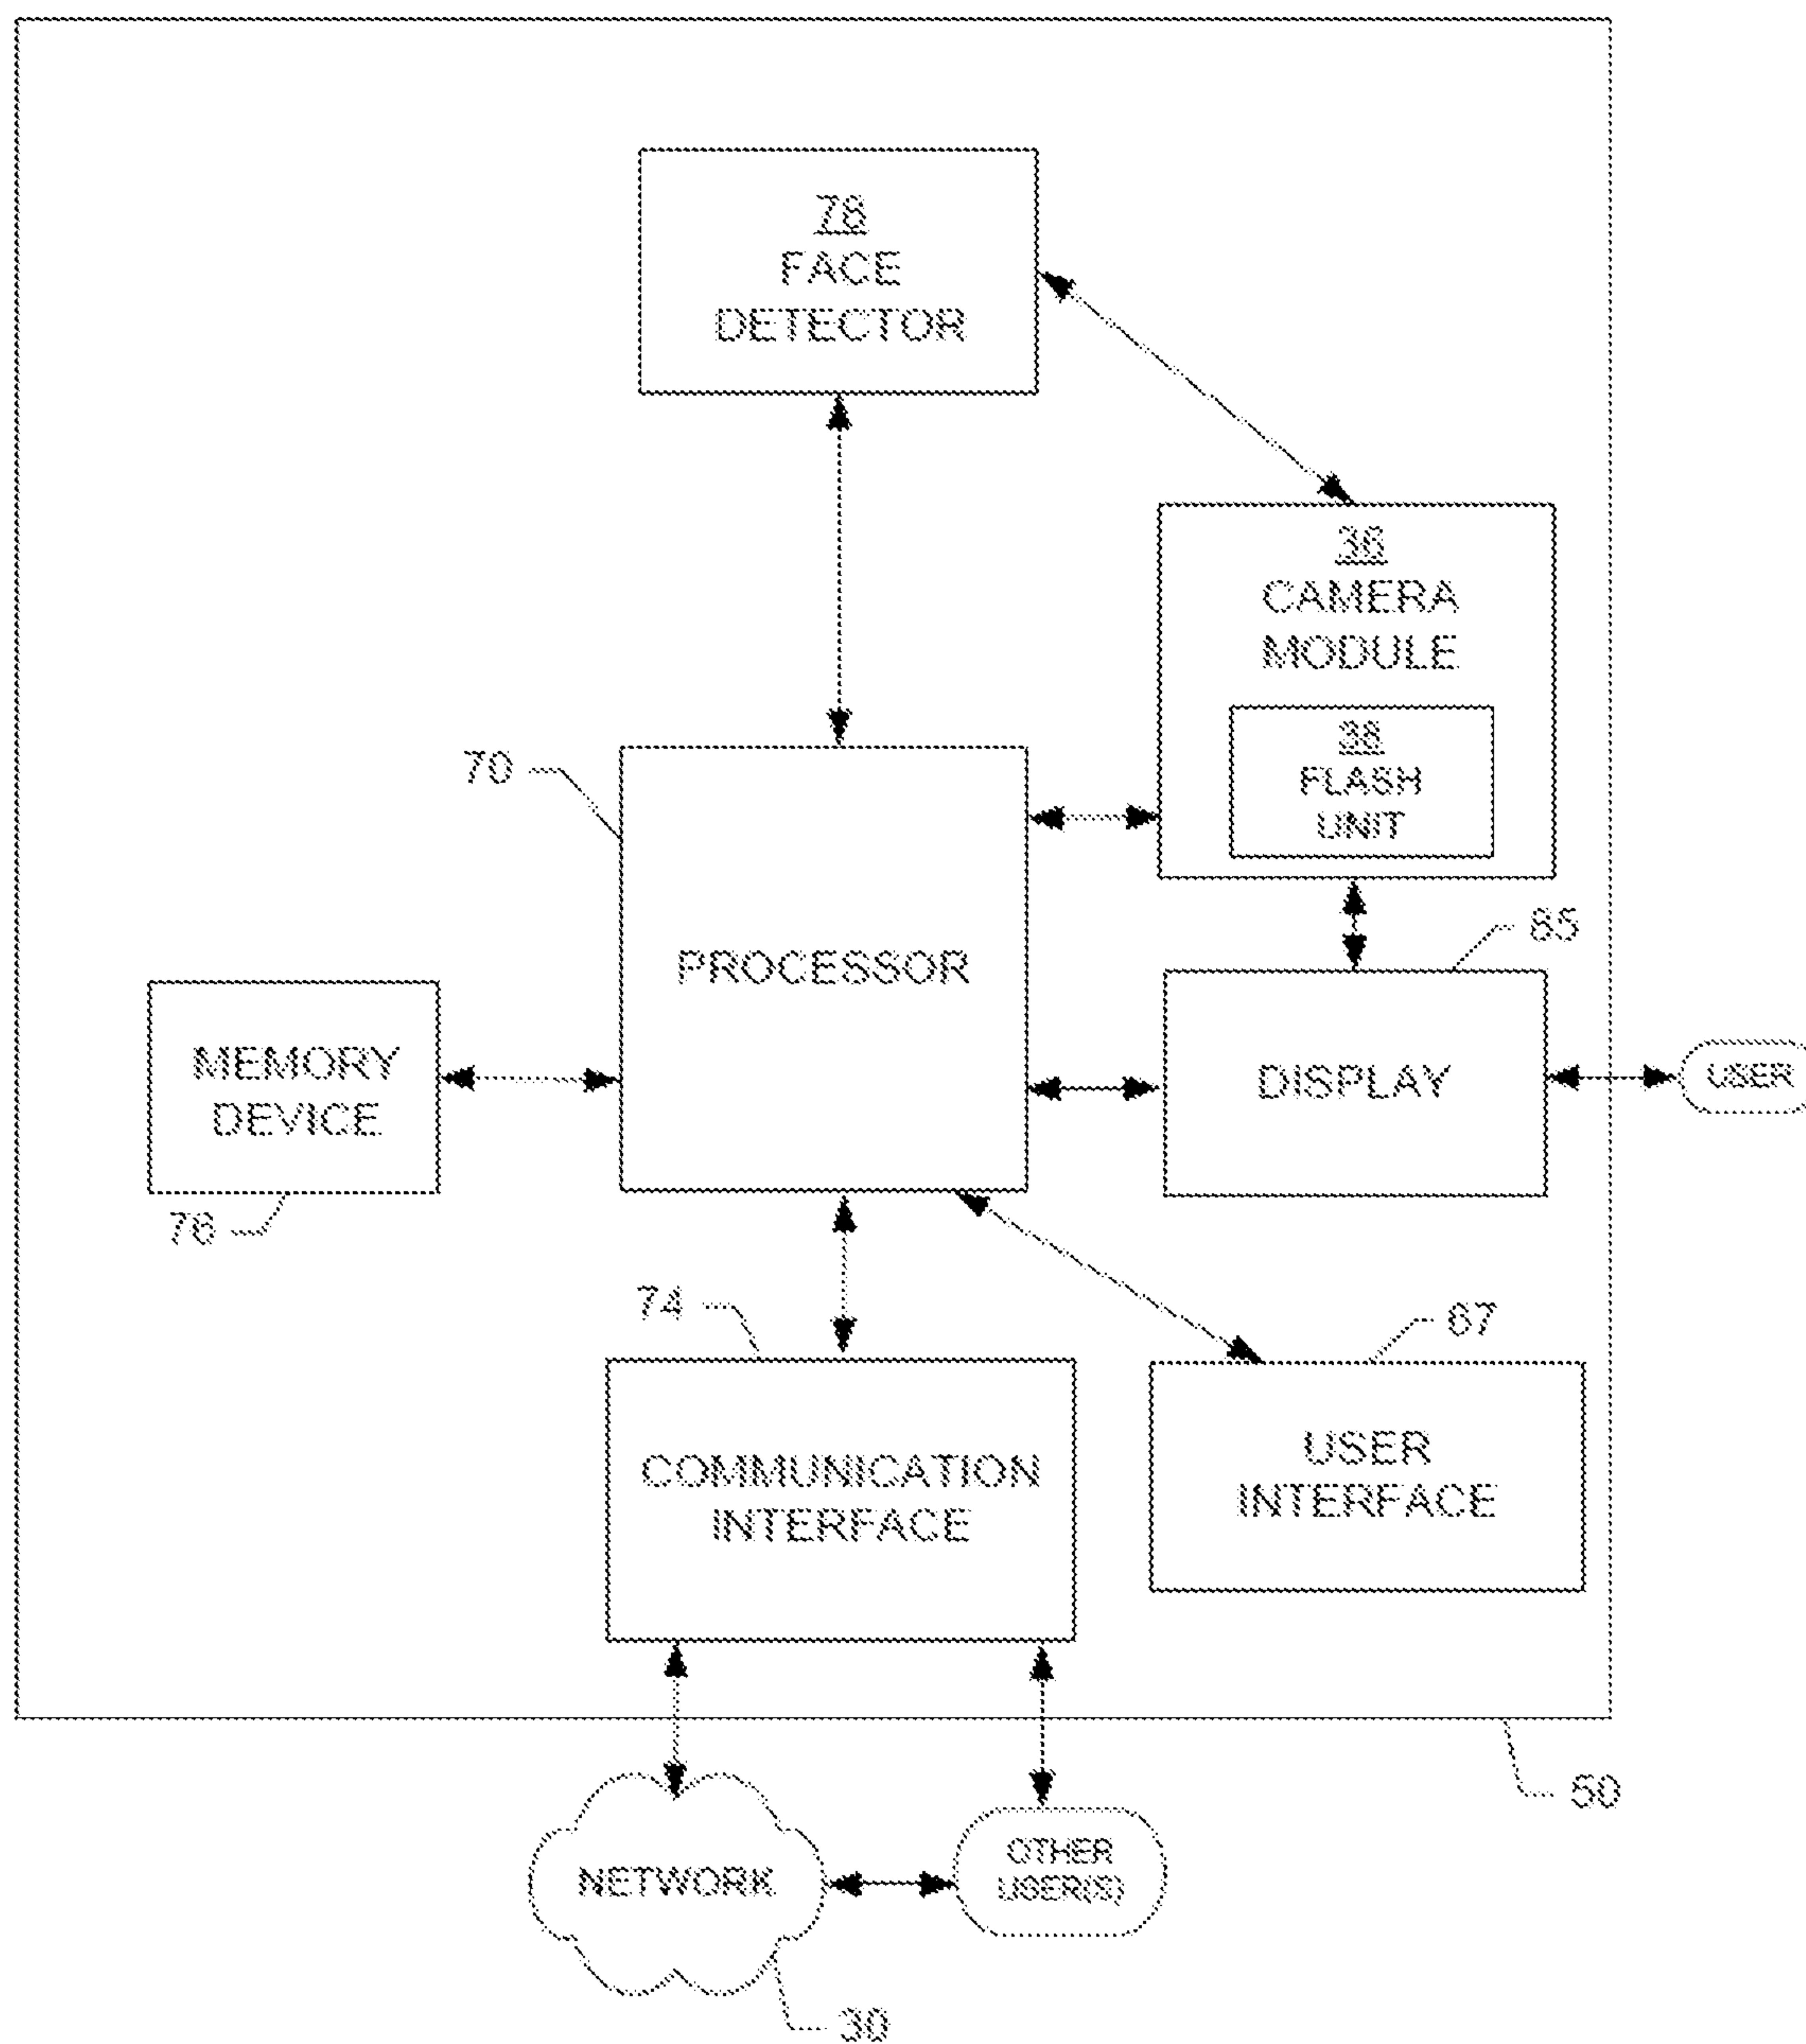 78
FACE
DETECTOR
36
CAMERA
MODULE
38
FLASH
UNIT
70
PROCESSOR
85
MEMORY
DEVICE
DISPLAY
USER
76
74
67
COMMUNICATION
INTERFACE
USER
INTERFACE
50
NETWORK
OTHER
USER(S)
30